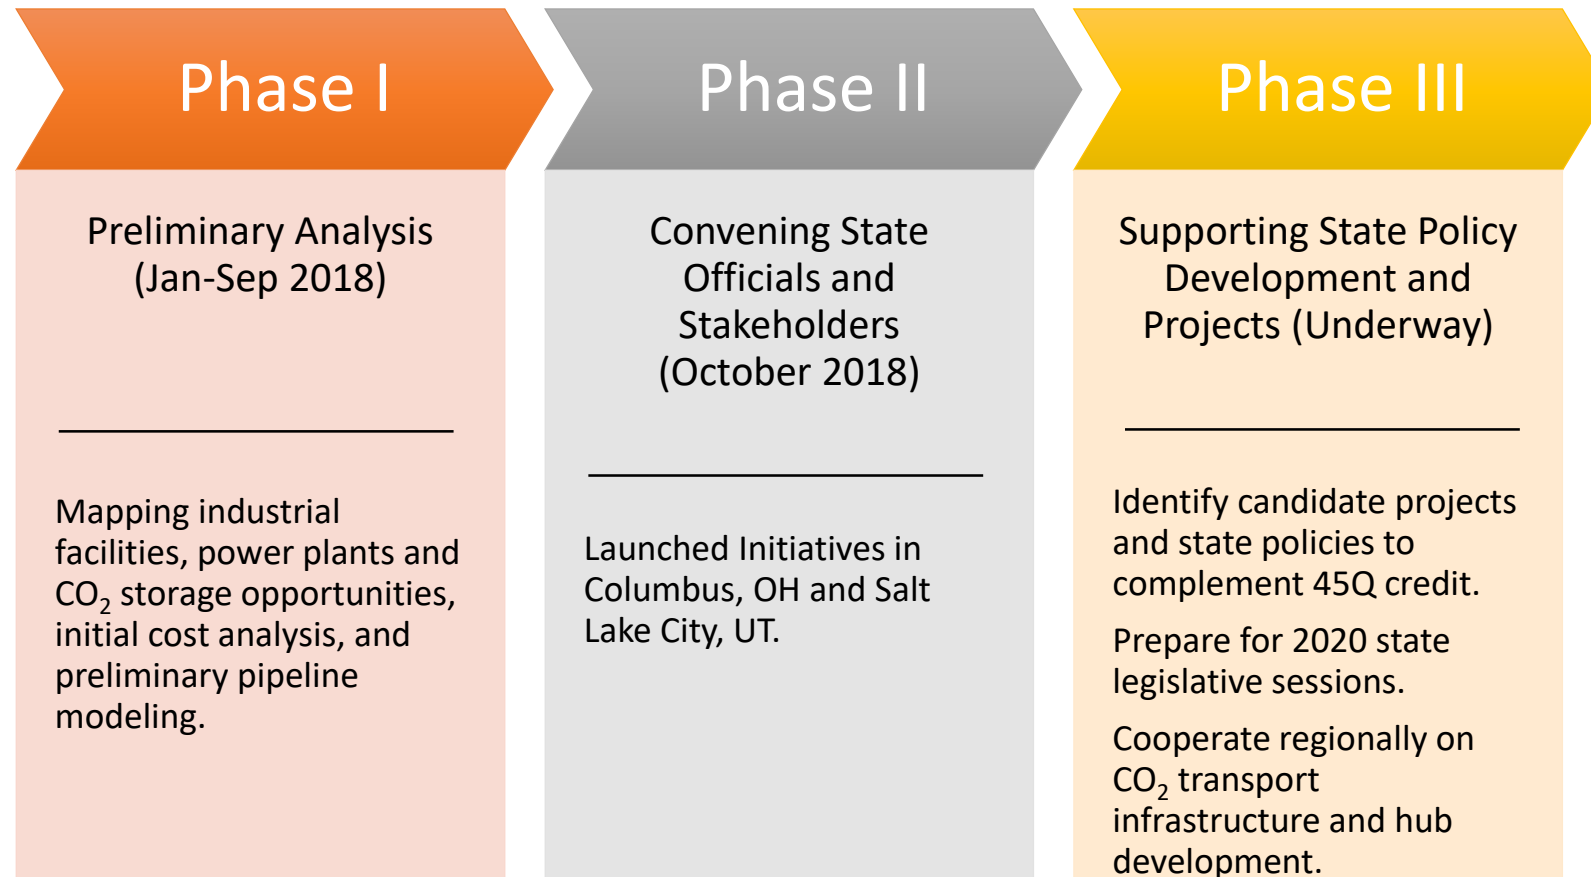 Phase I
Preliminary Analysis
(Jan-Sep 2018)
Mapping industrial
facilities, power plants and
CO₂ storage opportunities,
initial cost analysis, and
preliminary pipeline
modeling.
Phase II
Convening State
Officials and
Stakeholders
(October 2018)
Launched Initiatives in
Columbus, OH and Salt
Lake City, UT.
Phase III
Supporting State Policy
Development and
Projects (Underway)
Identify candidate projects
and state policies to
complement 45Q credit.
Prepare for 2020 state
legislative sessions.
Cooperate regionally on
CO₂ transport
infrastructure and hub
development.